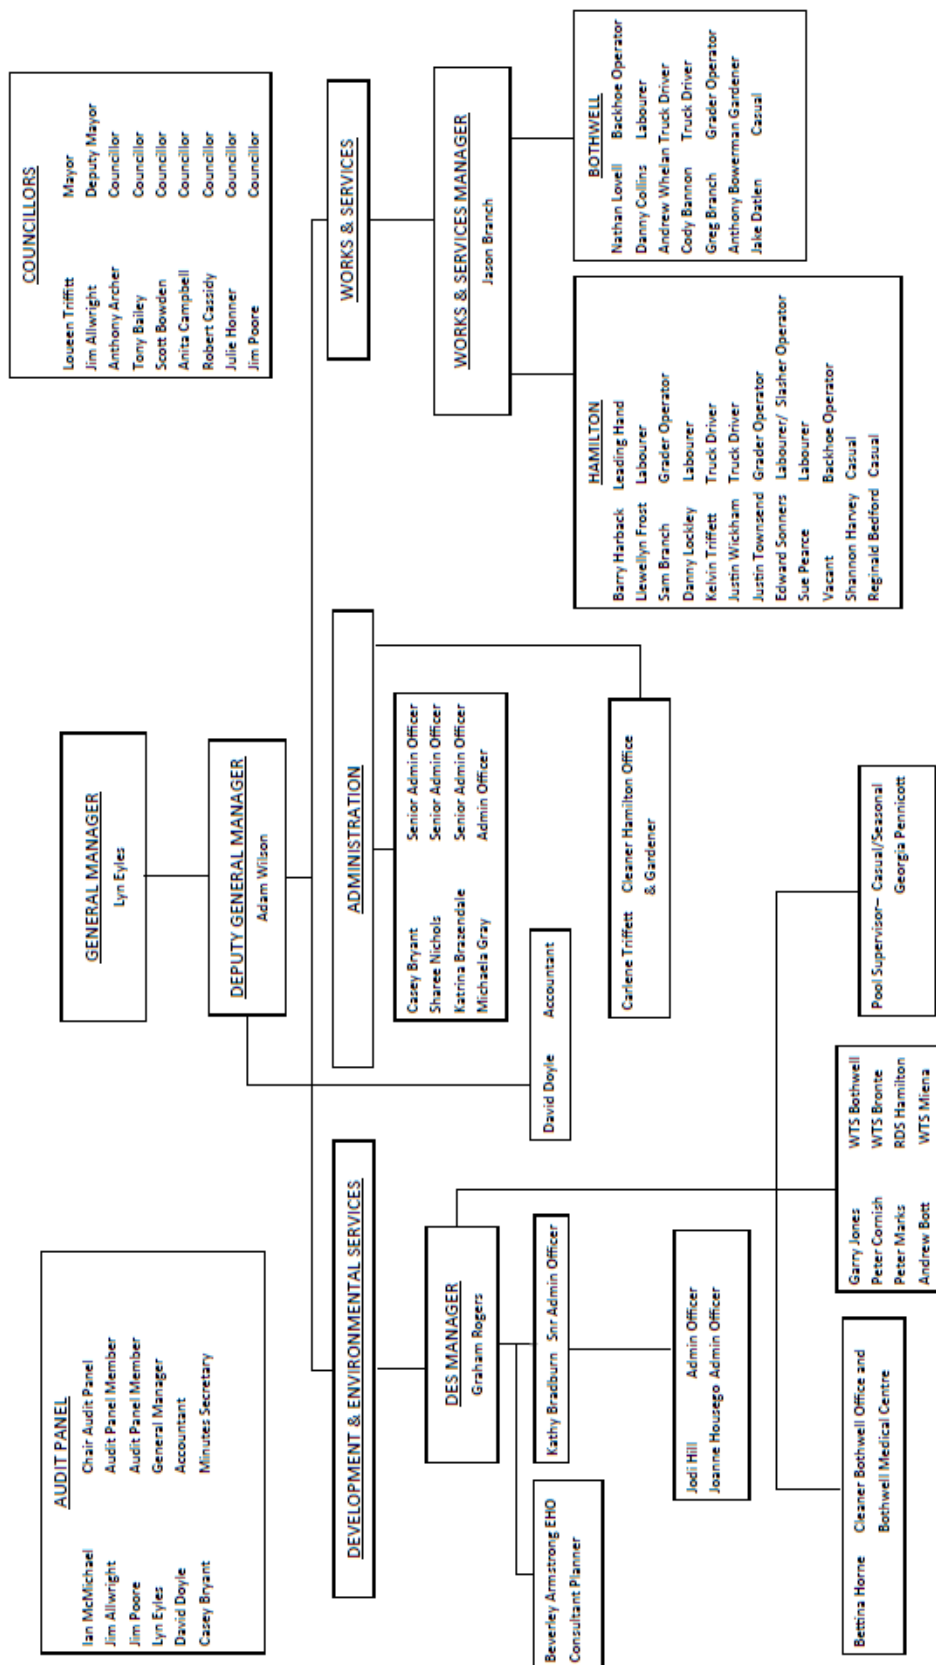 AUDIT PANEL
Ian McMichael Chair Audit Panel
Jim Allwright Audit Panel Member
Jim Poore Audit Panel Member
Lyn Eyles General Manager
David Doyle Accountant
Casey Bryant Minutes Secretary
GENERAL MANAGER
Lyn Eyles
COUNCILLORS
Loueen Triffitt Mayor
Jim Allwright Deputy Mayor
Anthony Archer Councillor
Tony Bailey Councillor
Scott Bowden Councillor
Anita Campbell Councillor
Robert Cassidy Councillor
Julie Honner Councillor
Jim Poore Councillor
DEPUTY GENERAL MANAGER
Adam Wilson
DEVELOPMENT & ENVIRONMENTAL SERVICES
ADMINISTRATION
WORKS & SERVICES
DES MANAGER
Graham Rogers
Casey Bryant Senior Admin Officer
Sharee Nichols Senior Admin Officer
Katrina Brazendale Senior Admin Officer
Michaela Gray Admin Officer
WORKS & SERVICES MANAGER
Jason Branch
Beverley Armstrong EHO
Consultant Planner
Kathy Bradburn Snr Admin Officer
David Doyle Accountant
Jodi Hill Admin Officer
Joanne Housego Admin Officer
Carlene Triffett Cleaner Hamilton Office
& Gardener
HAMILTON
Barry Harback Leading Hand
Llewellyn Frost Labourer
Sam Branch Grader Operator
Danny Lockley Labourer
Kelvin Triffett Truck Driver
Justin Wickham Truck Driver
Justin Townsend Grader Operator
Edward Sonners Labourer/ Slasher Operator
Sue Pearce Labourer
Vacant Backhoe Operator
Shannon Harvey Casual
Reginald Bedford Casual
BOTHWELL
Nathan Lovell Backhoe Operator
Danny Collins Labourer
Andrew Whelan Truck Driver
Cody Bannon Truck Driver
Greg Branch Grader Operator
Anthony Bowerman Gardener
Jake Datlen Casual
Bettina Horne Cleaner Bothwell Office and
Bothwell Medical Centre
Garry Jones WTS Bothwell
Peter Cornish WTS Bronte
Peter Marks RDS Hamilton
Andrew Bott WTS Miena
Pool Supervisor– Casual/Seasonal
Georgia Pennicott